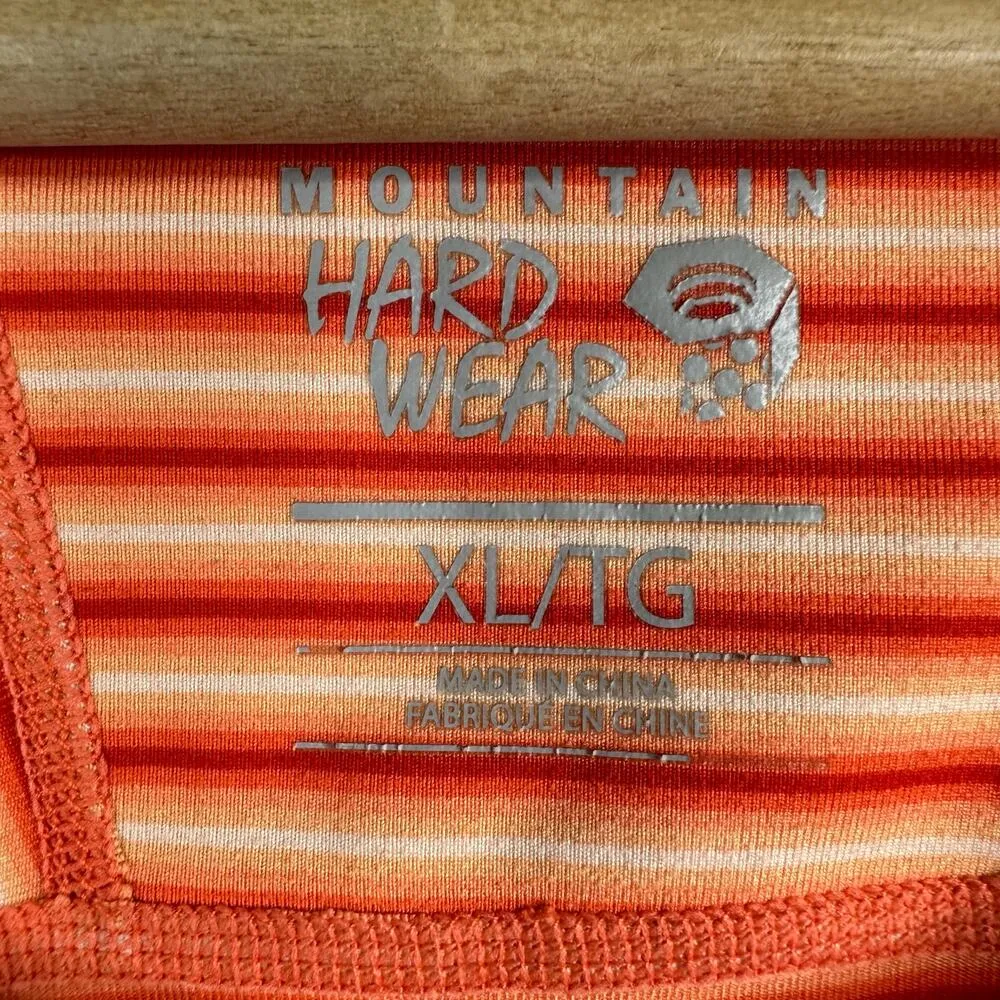 MOUNTAIN
HARD
WEAR
XL/TG
MADE IN CHINA
FABRIQUÉ EN CHINE